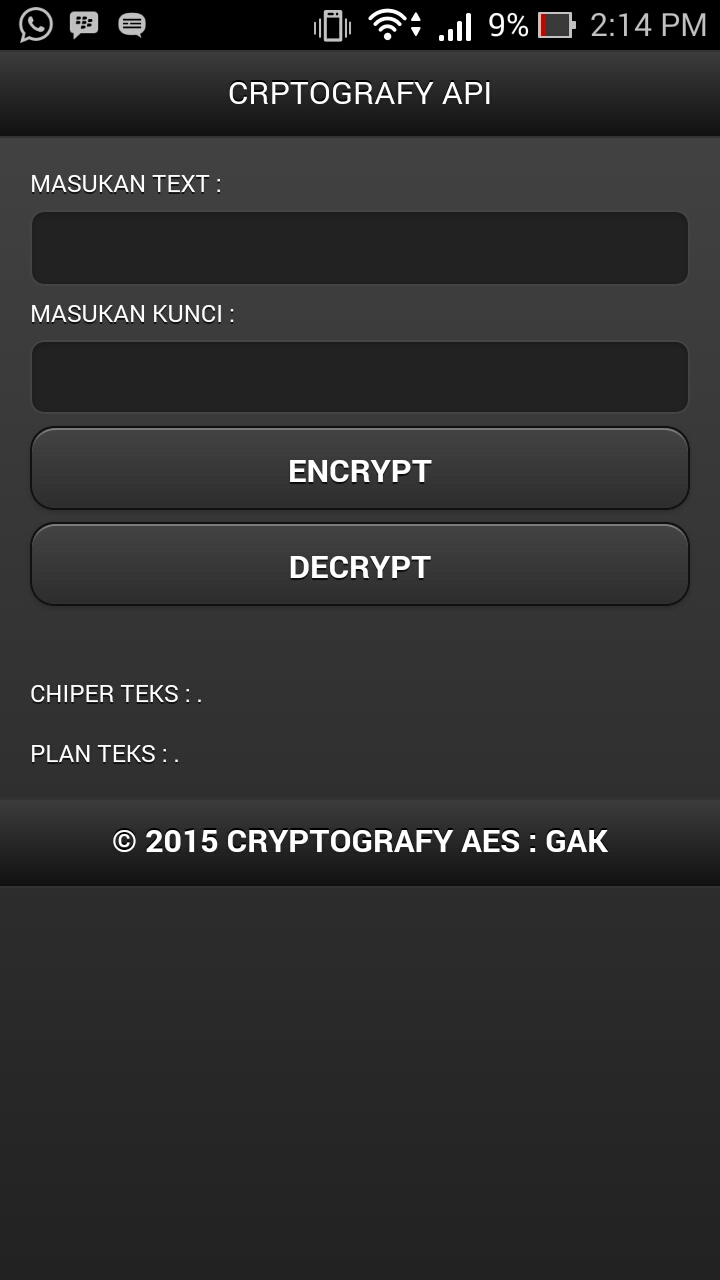 9% 2:14 PM
CRPTOGRAFY API
MASUKAN TEXT :
MASUKAN KUNCI :
ENCRYPT
DECRYPT
CHIPER TEKS : .
PLAN TEKS : .
© 2015 CRYPTOGRAFY AES : GAK